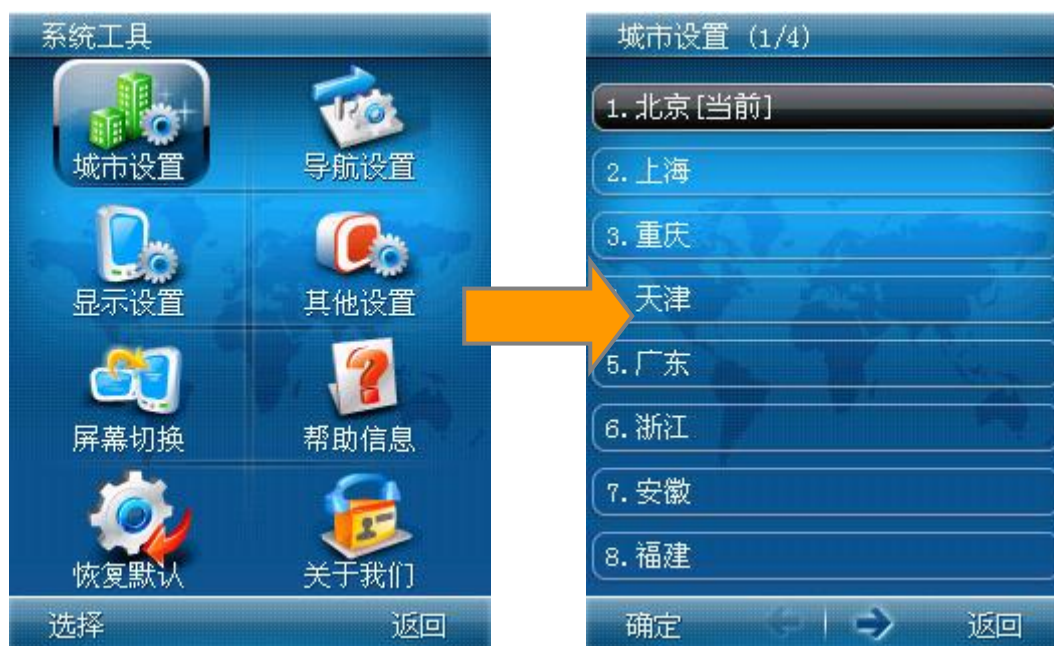 系统工具
城市设置 导航设置
显示设置 其他设置
屏幕切换 帮助信息
恢复默认 关于我们
选择 返回
城市设置 (1/4)
1.北京[当前]
2.上海
3.重庆
天津
5.广东
6.浙江
7.安徽
8.福建
确定 返回